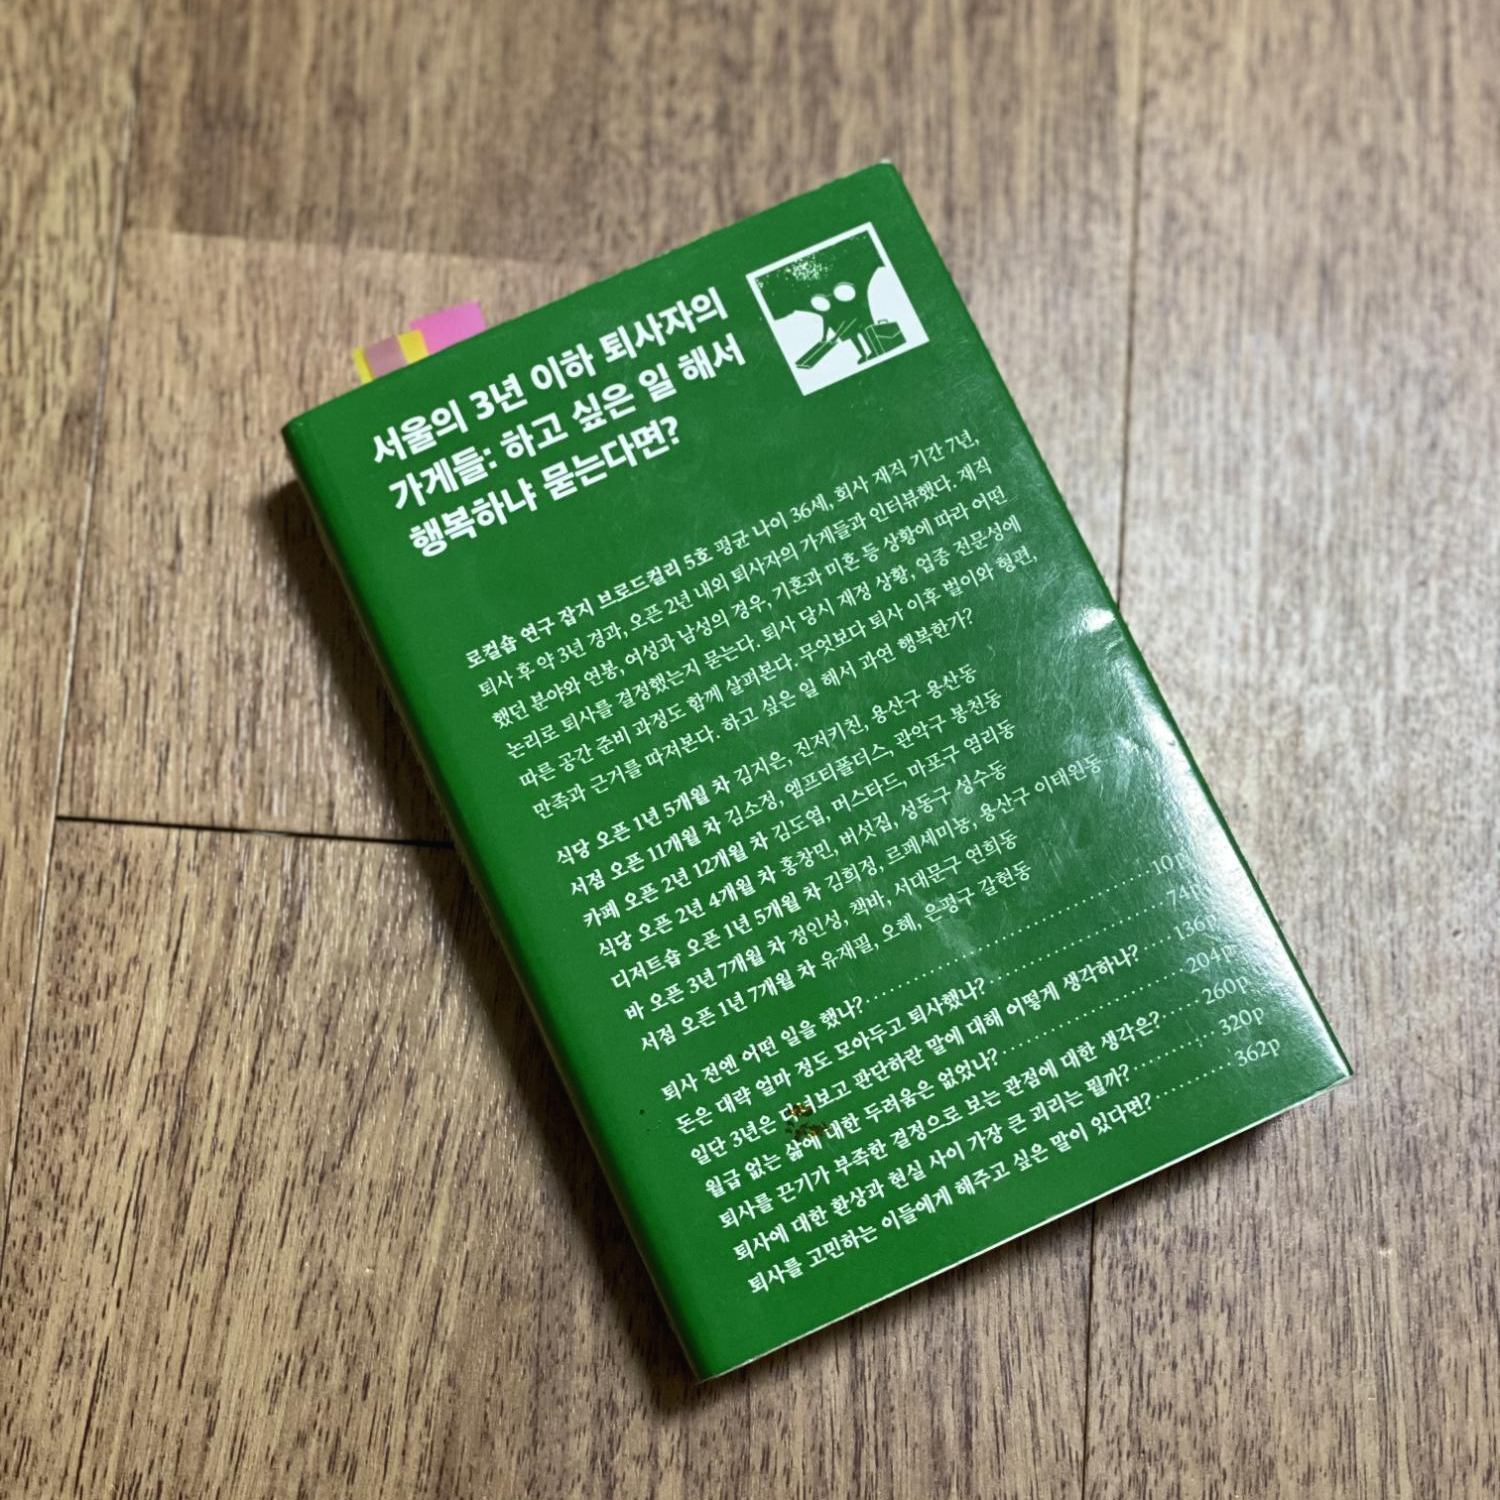 서울의 3년 이하 퇴사자의
가게들: 하고 싶은 일 해서
행복하냐 묻는다면?
로컬숍 연구 잡지 브로드컬리 5호 평균 나이 36세, 회사 재직 기간 7년,
퇴사 후 약 3년 경과, 오픈 2년 내외 퇴사자의 가게들과 인터뷰했다. 재직
했던 분야와 연봉, 여성과 남성의 경우, 기혼과 미혼 등 상황에 따라 어떤
논리로 퇴사를 결정했는지 묻는다. 퇴사 당시 재정 상황, 업종 전문성에
따른 공간 준비 과정도 함께 살펴본다. 무엇보다 퇴사 이후 벌이와 형편,
만족과 근거를 따져본다. 하고 싶은 일 해서 과연 행복한가?
식당 오픈 1년 5개월 차 김지은, 진저키친, 용산구 용산동
서점 오픈 11개월 차 김소정, 엠프티폴더스, 관악구 봉천동
카페 오픈 2년 12개월 차 김도엽, 머스타드, 마포구 염리동
식당 오픈 2년 4개월 차 홍창민, 버섯집, 성동구 성수동
디저트숍 오픈 1년 5개월 차 김희정, 르페셰미뇽, 용산구 이태원동
바 오픈 3년 7개월 차 정인성, 책바, 서대문구 연희동
서점 오픈 1년 7개월 차 유재필, 오혜, 은평구 갈현동
퇴사 전엔 어떤 일을 했나? 10p
돈은 대략 얼마 정도 모아두고 퇴사했나? 74p
일단 3년은 다녀보고 판단하란 말에 대해 어떻게 생각하나? 136p
월급 없는 삶에 대한 두려움은 없었나? 204p
퇴사를 끈기가 부족한 결정으로 보는 관점에 대한 생각은? 260p
퇴사에 대한 환상과 현실 사이 가장 큰 괴리는 뭘까? 320p
퇴사를 고민하는 이들에게 해주고 싶은 말이 있다면? 362p